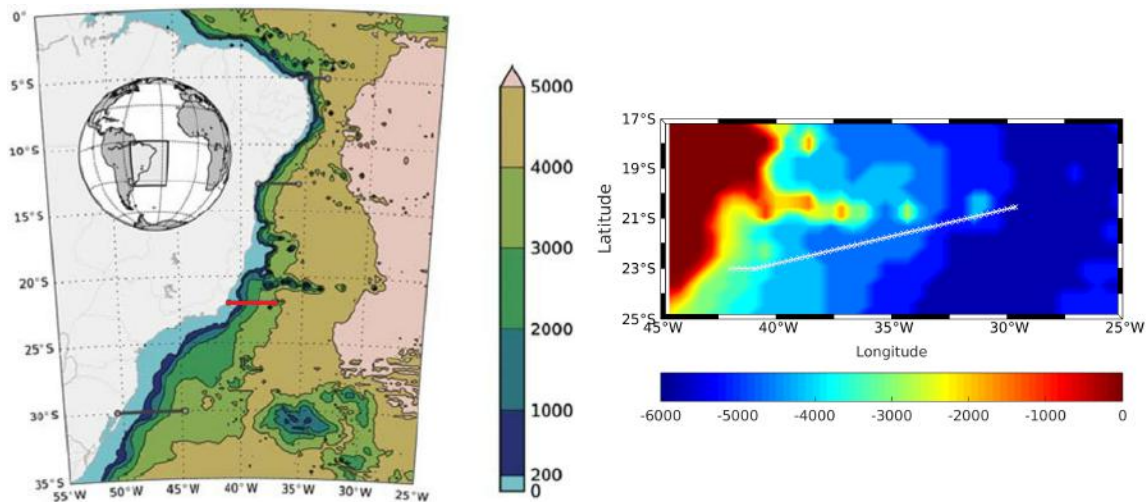 0°
5°S
10°S
15°S
20°S
25°S
30°S
35°S
55°W
50°W
45°W
40°W
35°W
30°W
25°W
5000
4000
3000
2000
1000
200
0
17°S
19°S
21°S
23°S
25°S
Latitude
45°W
40°W
35°W
30°W
25°W
Longitude
-6000
-5000
-4000
-3000
-2000
-1000
0